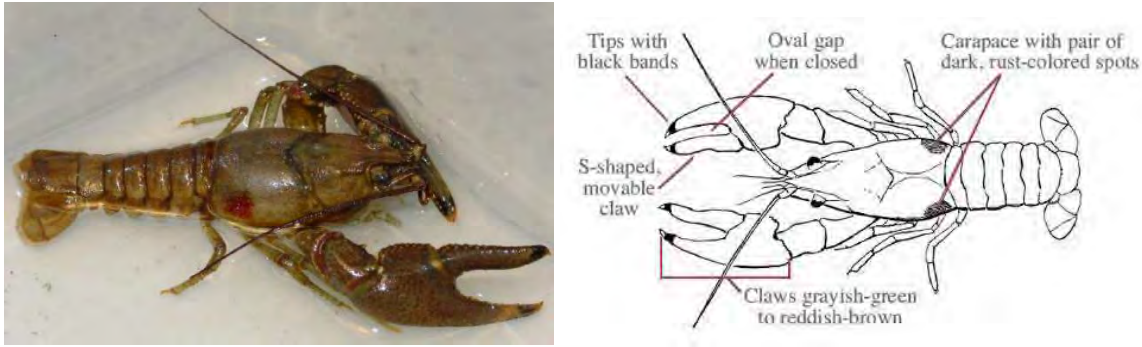 Tips with
black bands
Oval gap
when closed
Carapace with pair of
dark, rust-colored spots
S-shaped,
movable
claw
Claws grayish-green
to reddish-brown